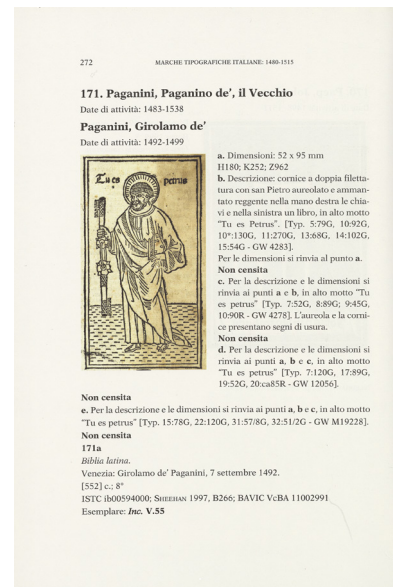 272
MARCHE TIPOGRAFICHE ITALIANE: 1480-1515
171. Paganini, Paganino de’, il Vecchio
Date di attività: 1483-1538
Paganini, Girolamo de’
Date di attività: 1492-1499
Tu es petrus
a. Dimensioni: 52 x 95 mm
H180; K252; Z962
b. Descrizione: cornice a doppia filetta-
tura con san Pietro aureolato e amman-
tato reggente nella mano destra le chia-
vi e nella sinistra un libro, in alto motto
“Tu es Petrus”. [Typ. 5:79G, 10:92G,
10*:130G, 11:270G, 13:68G, 14:102G,
15:54G - GW 4283].
Per le dimensioni si rinvia al punto a.
Non censita
c. Per la descrizione e le dimensioni si
rinvia ai punti a e b, in alto motto “Tu
es petrus” [Typ. 7:52G, 8:89G; 9:45G,
10:90R - GW 4278]. L’aureola e la corni-
ce presentano segni di usura.
Non censita
d. Per la descrizione e le dimensioni si
rinvia ai punti a, b e c, in alto motto
“Tu es petrus” [Typ. 7:120G, 17:89G,
19:52G, 20:ca85R - GW 12056].
Non censita
e. Per la descrizione e le dimensioni si rinvia ai punti a, b e c, in alto motto
“Tu es petrus” [Typ. 15:78G, 22:120G, 31:57/8G, 32:51/2G - GW M19228].
Non censita
171a
Biblia latina.
Venezia: Girolamo de’ Paganini, 7 settembre 1492.
[552] c.; 8°
ISTC ib00594000; SHEEHAN 1997, B266; BAVIC VcBA 11002991
Esemplare: Inc. V.55